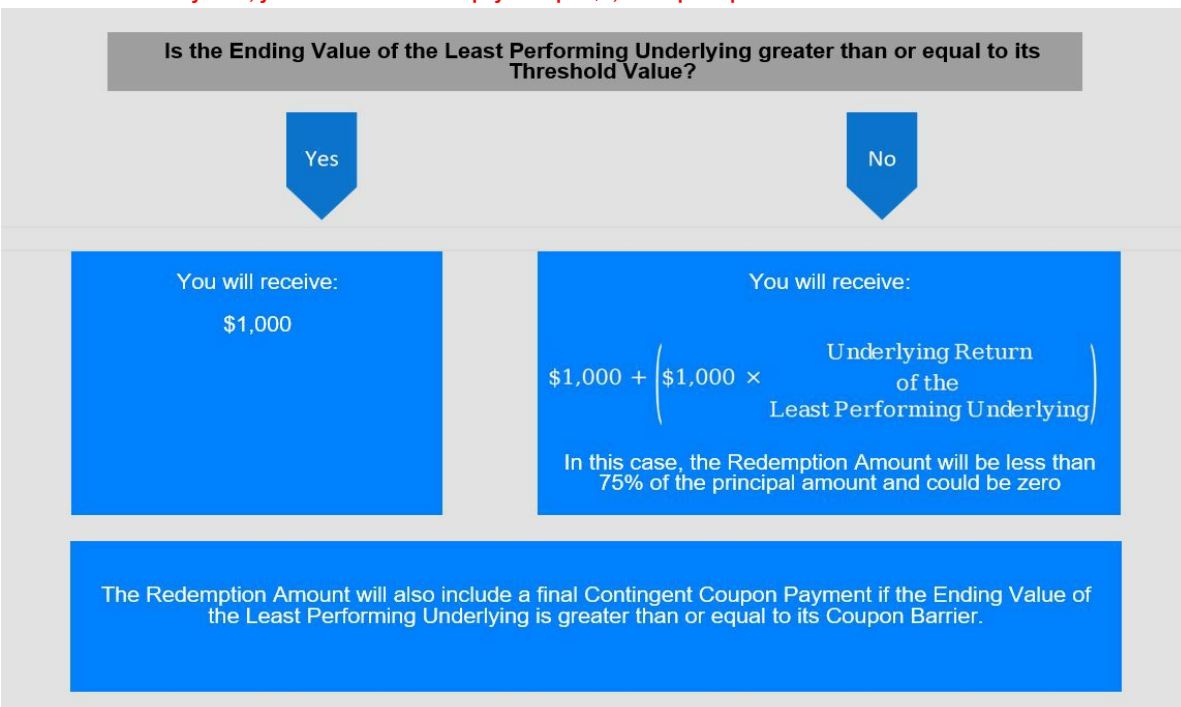 Is the Ending Value of the Least Performing Underlying greater than or equal to its
Threshold Value?
Yes
No
You will receive:
$1,000
You will receive:
$1,000 + ($1,000 × Underlying Return
of the
Least Performing Underlying)
In this case, the Redemption Amount will be less than
75% of the principal amount and could be zero
The Redemption Amount will also include a final Contingent Coupon Payment if the Ending Value of
the Least Performing Underlying is greater than or equal to its Coupon Barrier.